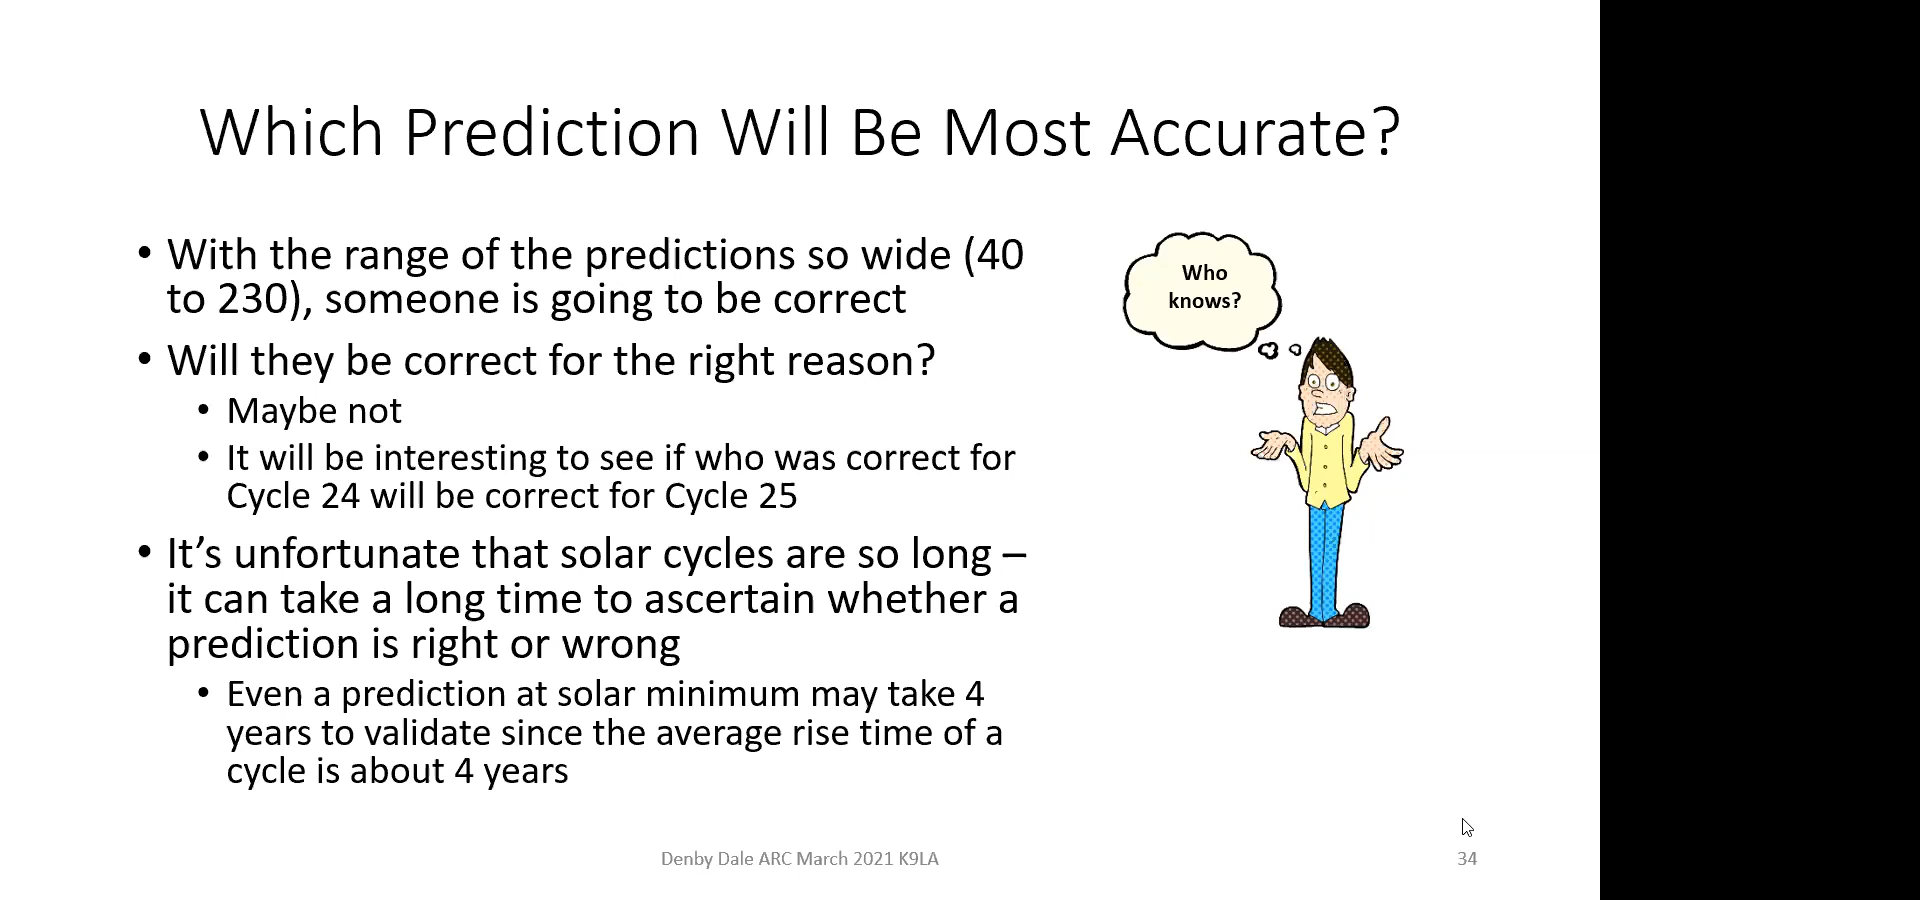 Which Prediction Will Be Most Accurate?
• With the range of the predictions so wide (40
to 230), someone is going to be correct
• Will they be correct for the right reason?
• Maybe not
• It will be interesting to see if who was correct for
Cycle 24 will be correct for Cycle 25
• It’s unfortunate that solar cycles are so long –
it can take a long time to ascertain whether a
prediction is right or wrong
• Even a prediction at solar minimum may take 4
years to validate since the average rise time of a
cycle is about 4 years
Who
knows?
Denby Dale ARC March 2021 K9LA
34